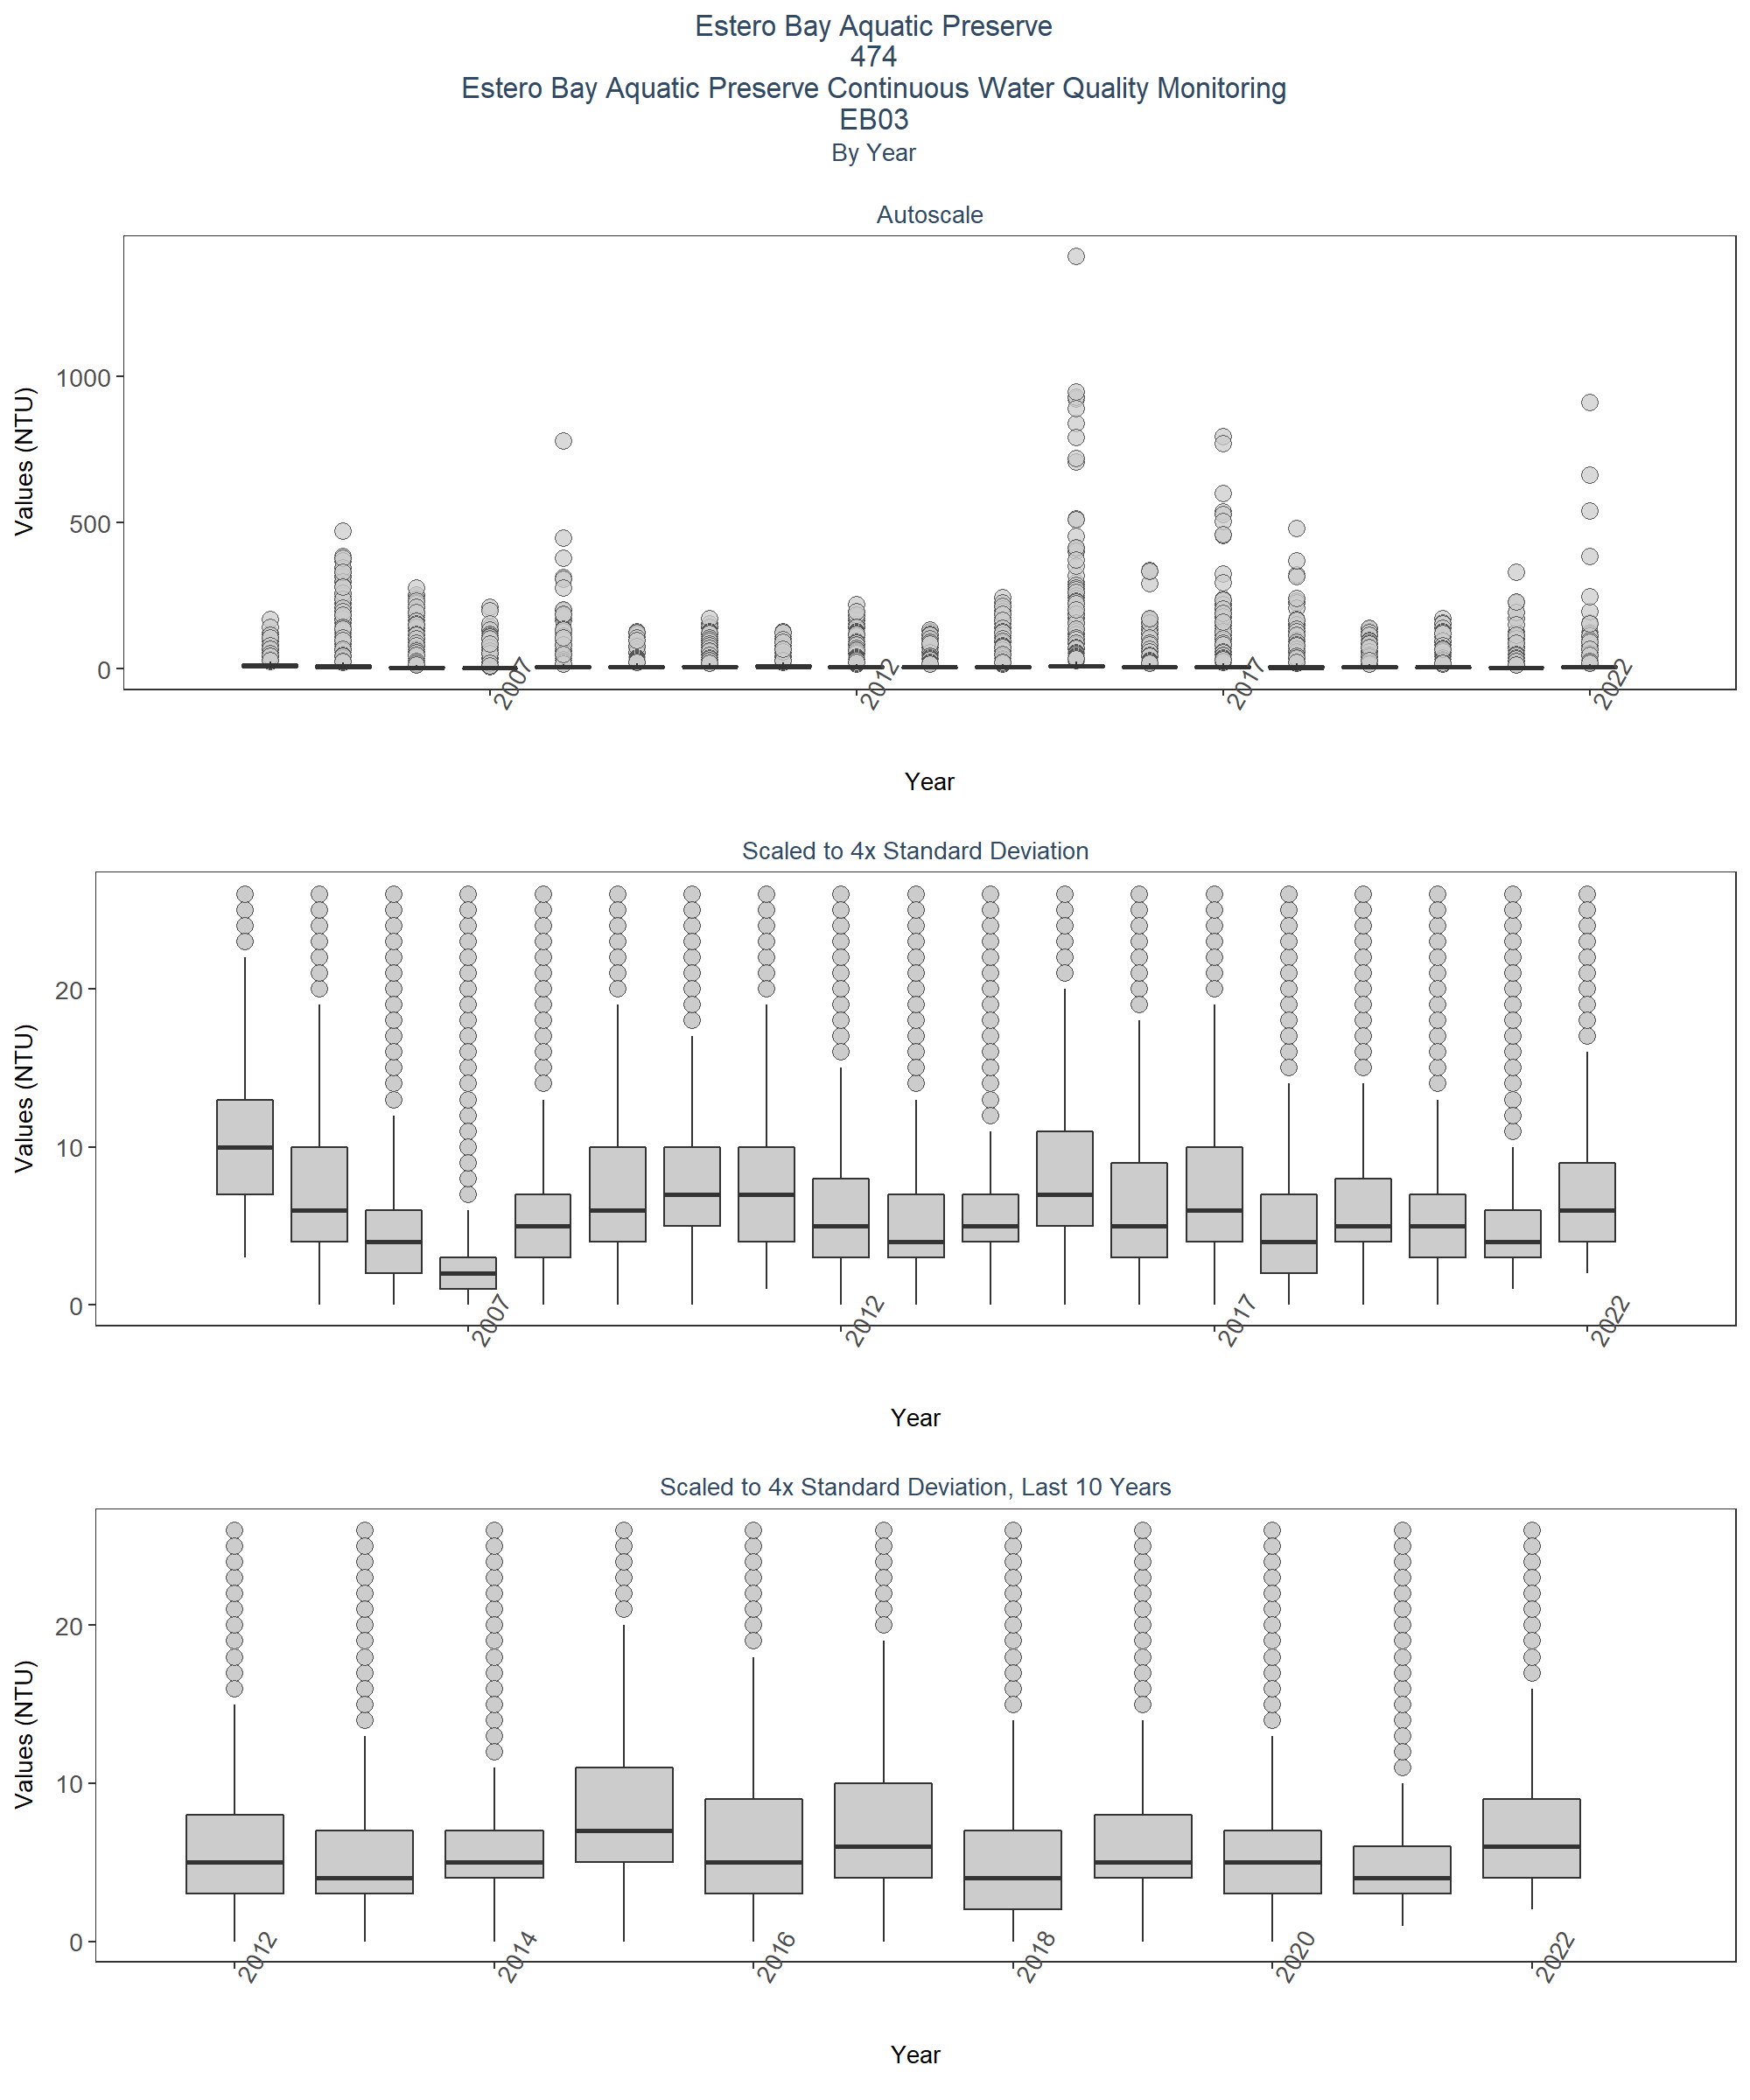 Estero Bay Aquatic Preserve
474
Estero Bay Aquatic Preserve Continuous Water Quality Monitoring
EB03
By Year
Autoscale
Values (NTU)
1000
500
0
2007
2012
2017
2022
Year
Scaled to 4x Standard Deviation
Values (NTU)
20
10
0
2007
2012
2017
2022
Year
Scaled to 4x Standard Deviation, Last 10 Years
Values (NTU)
20
10
0
2012
2014
2016
2018
2020
2022
Year